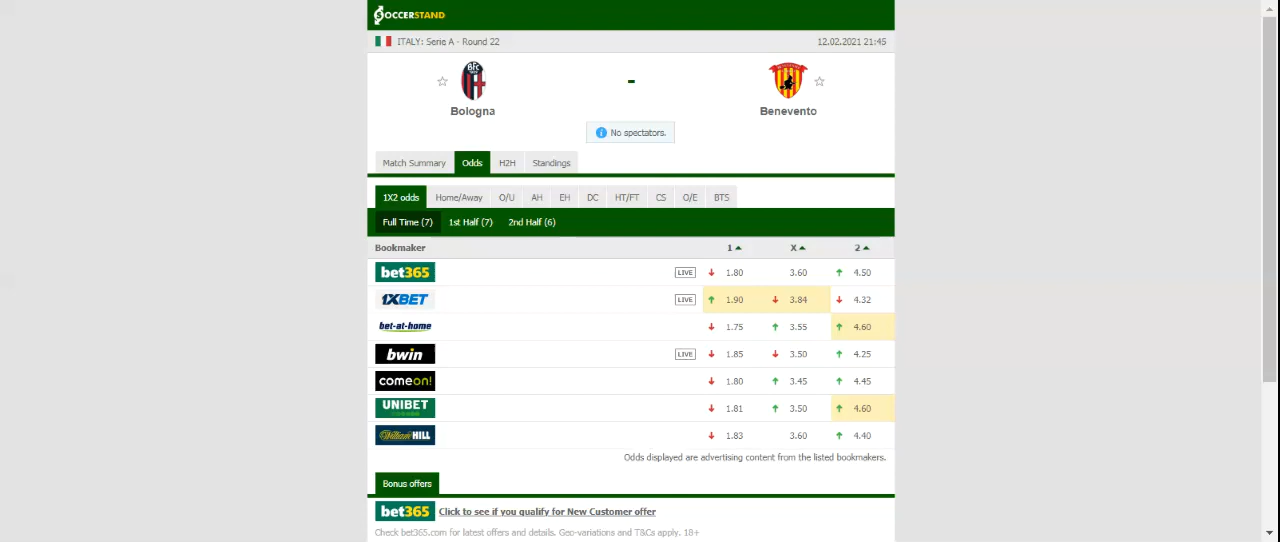 SOCCERSTAND
ITALY: Serie A - Round 22 12.02.2021 21:45
BFC
-
Bologna Benevento
No spectators.
Match Summary Odds H2H Standings
1X2 odds Home/Away O/U AH EH DC HT/FT CS O/E BTS
Full Time (7) 1st Half (7) 2nd Half (6)
Bookmaker 1 X 2
bet365 LIVE 1.80 3.60 4.50
1XBET LIVE 1.90 3.84 4.32
bet-at-home 1.75 3.55 4.60
bwin LIVE 1.85 3.50 4.25
comeon! 1.80 3.45 4.45
UNIBET 1.81 3.50 4.60
William HILL 1.83 3.60 4.40
Odds displayed are advertising content from the listed bookmakers.
Bonus offers
bet365 Click to see if you qualify for New Customer offer
Check bet365.com for latest offers and details. Geo-variations and T&Cs apply. 18+